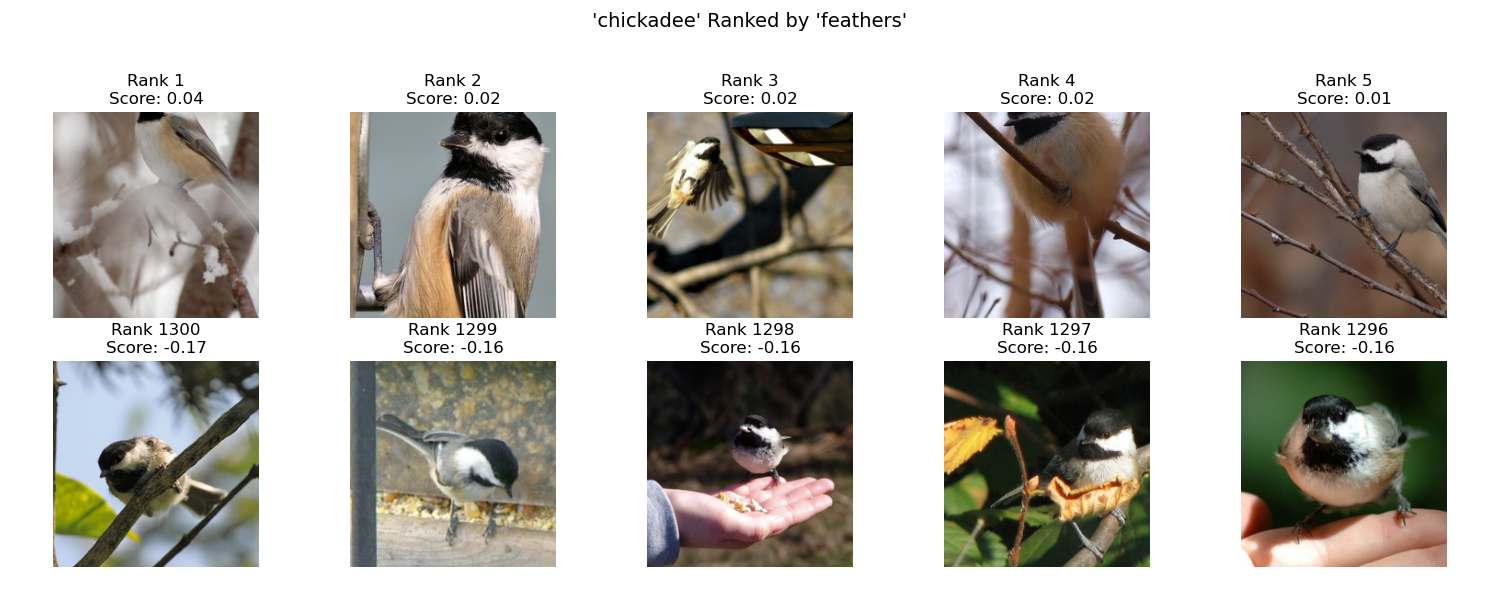 'chickadee' Ranked by 'feathers'
Rank 1
Score: 0.04
Rank 2
Score: 0.02
Rank 3
Score: 0.02
Rank 4
Score: 0.02
Rank 5
Score: 0.01
Rank 1300
Score: -0.17
Rank 1299
Score: -0.16
Rank 1298
Score: -0.16
Rank 1297
Score: -0.16
Rank 1296
Score: -0.16